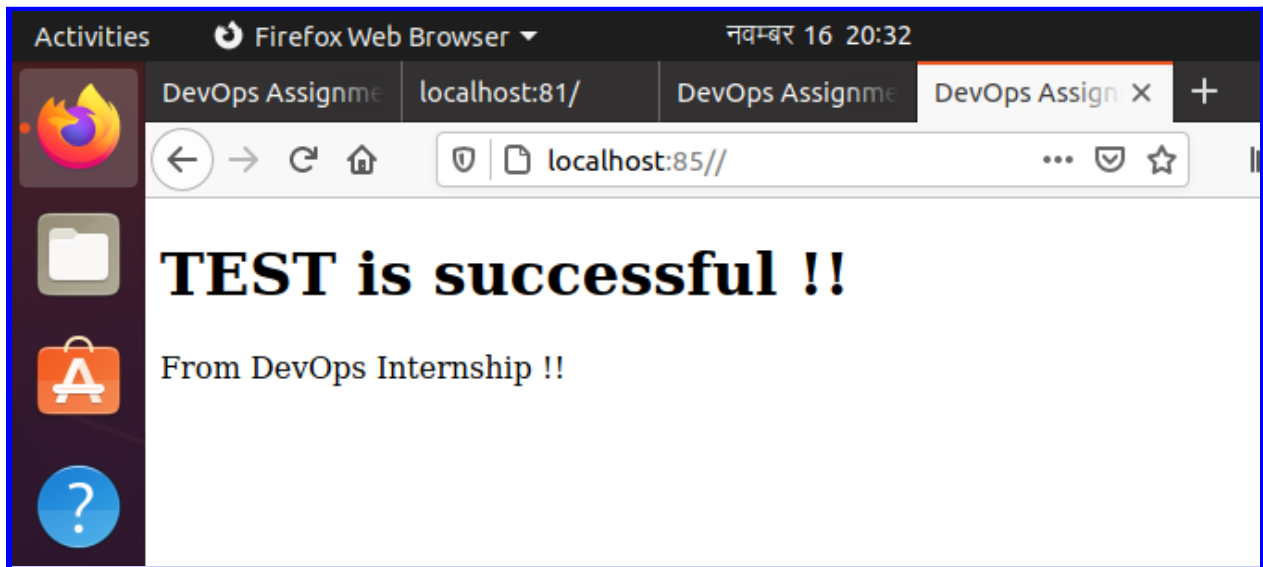 Activities Firefox Web Browser नवम्बर 16 20:32
DevOps Assignme localhost:81/ DevOps Assignme DevOps Assign
localhost:85//
TEST is successful !!
From DevOps Internship !!